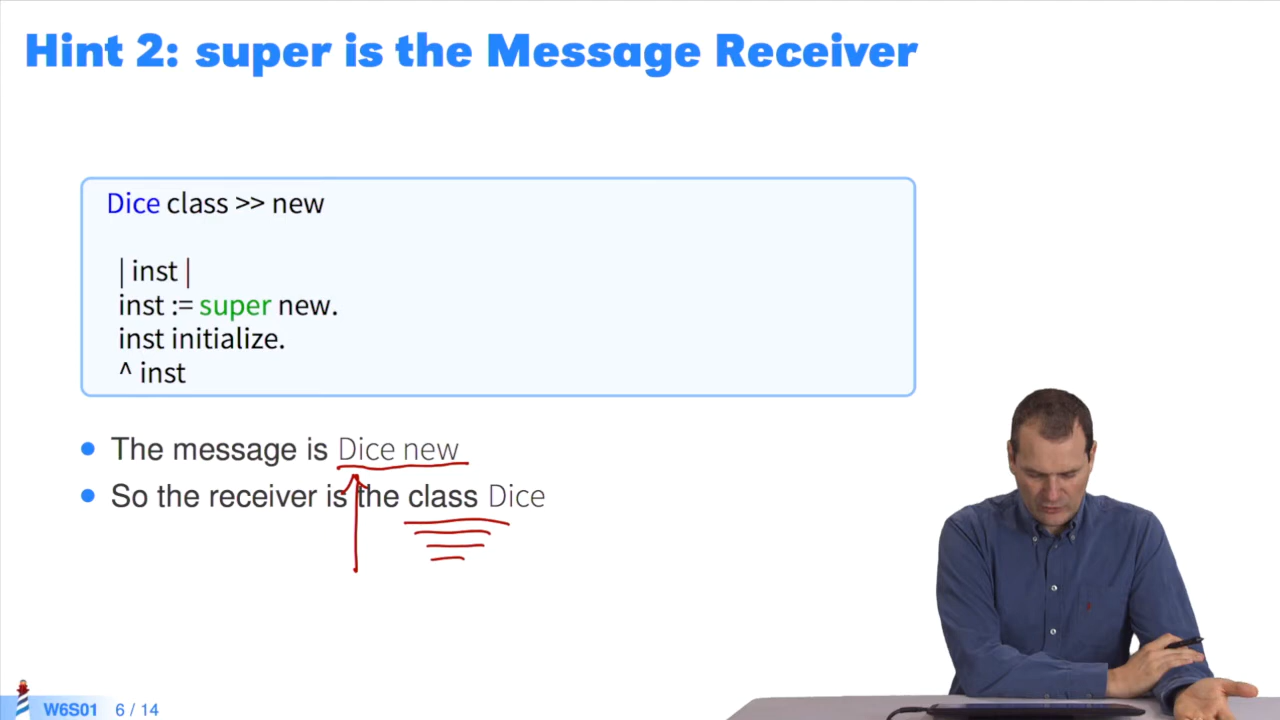 Hint 2: super is the Message Receiver
Dice class >> new
| inst |
inst := super new.
inst initialize.
^ inst
The message is Dice new
So the receiver is the class Dice
W6S01 6 / 14